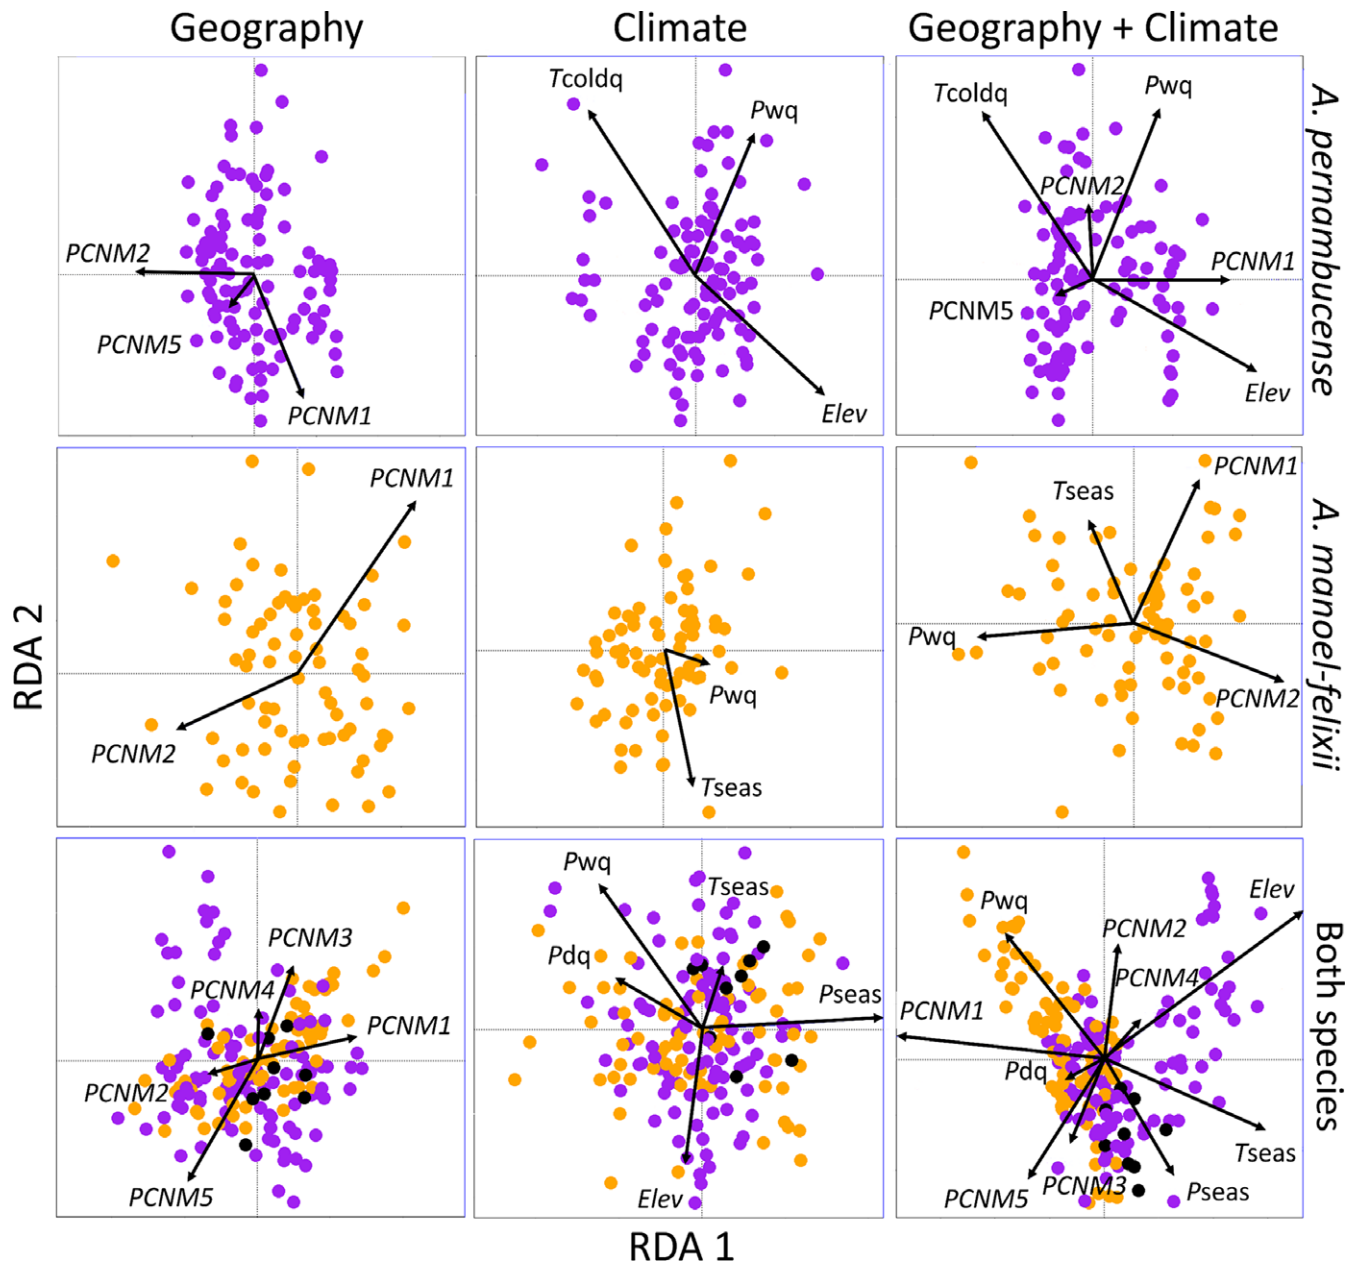 Geography
Climate
Geography + Climate
PCNM2
PCNM5
PCNM1
Tcoldq
Pwq
Elev
Tcoldq
Pwq
PCNM2
PCNM1
PCNM5
Elev
A. pernambucense
PCNM1
PCNM2
Pwq
Tseas
PCNM1
Tseas
Pwq
PCNM2
A. manoel-felixii
RDA 2
PCNM3
PCNM4
PCNM1
PCNM2
PCNM5
Pwq
Tseas
Pdq
Pseas
Elev
Elev
Pwq
PCNM2
PCNM4
PCNM1
Pdq
Tseas
PCNM5
PCNM3
Pseas
Both species
RDA 1